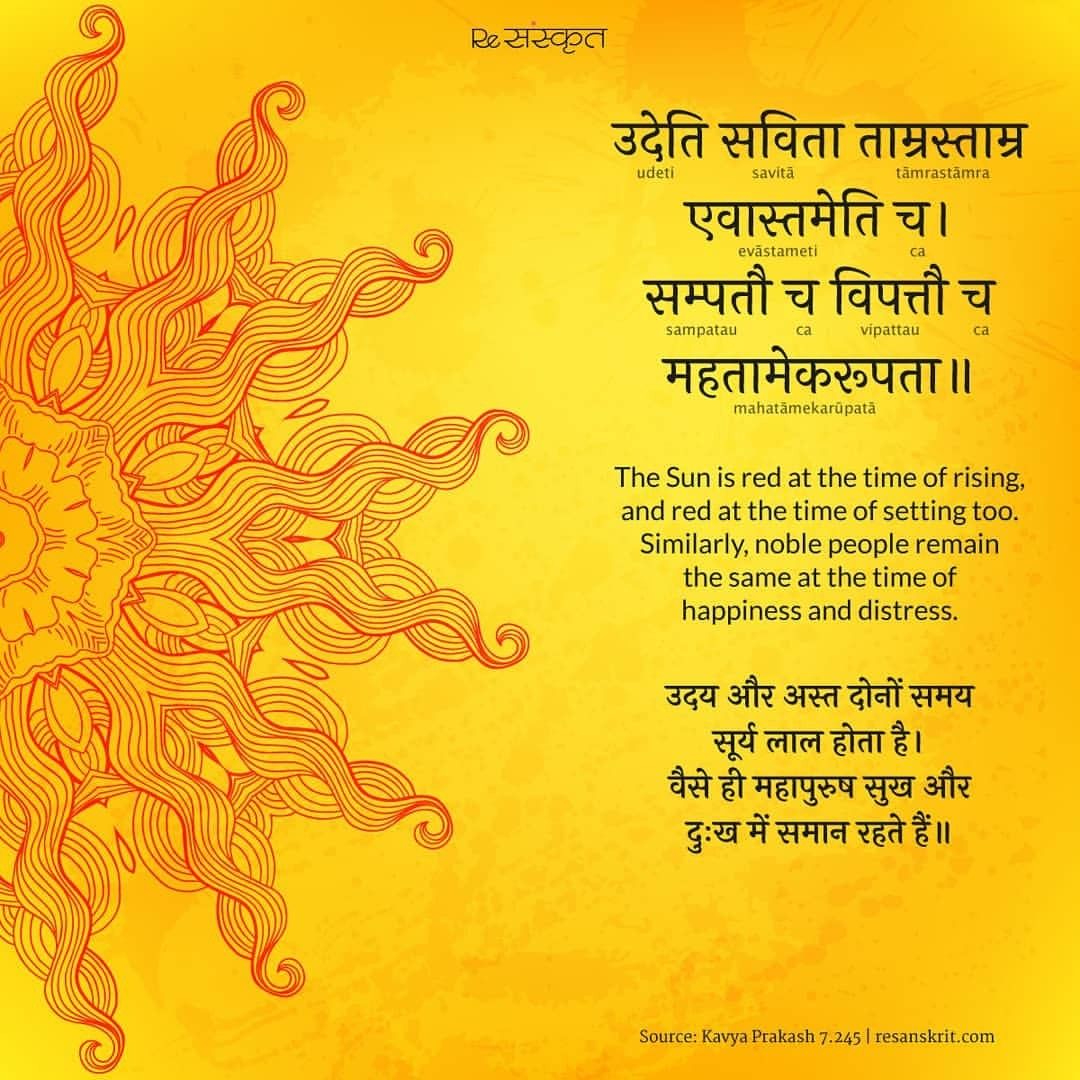 Re संस्कृत
उदेति सविता ताम्रस्ताम्र
udeti savitā tāmrastāmra
एवास्तमेति च।
evāstameti ca
सम्पतौ च विपत्तौ च
sampatau ca vipattau ca
महतामेकरूपता॥
mahatāmekarūpatā
The Sun is red at the time of rising,
and red at the time of setting too.
Similarly, noble people remain
the same at the time of
happiness and distress.
उदय और अस्त दोनों समय
सूर्य लाल होता है।
वैसे ही महापुरुष सुख और
दुःख में समान रहते हैं॥
Source: Kavya Prakash 7.245 | resanskrit.com